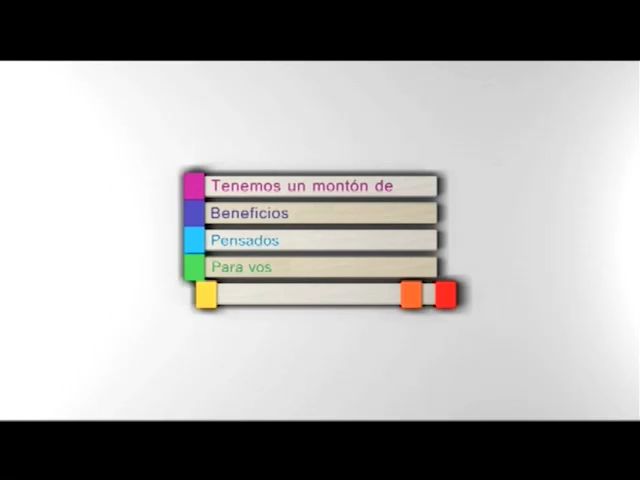 Tenemos un montón de
Beneficios
Pensados
Para vos